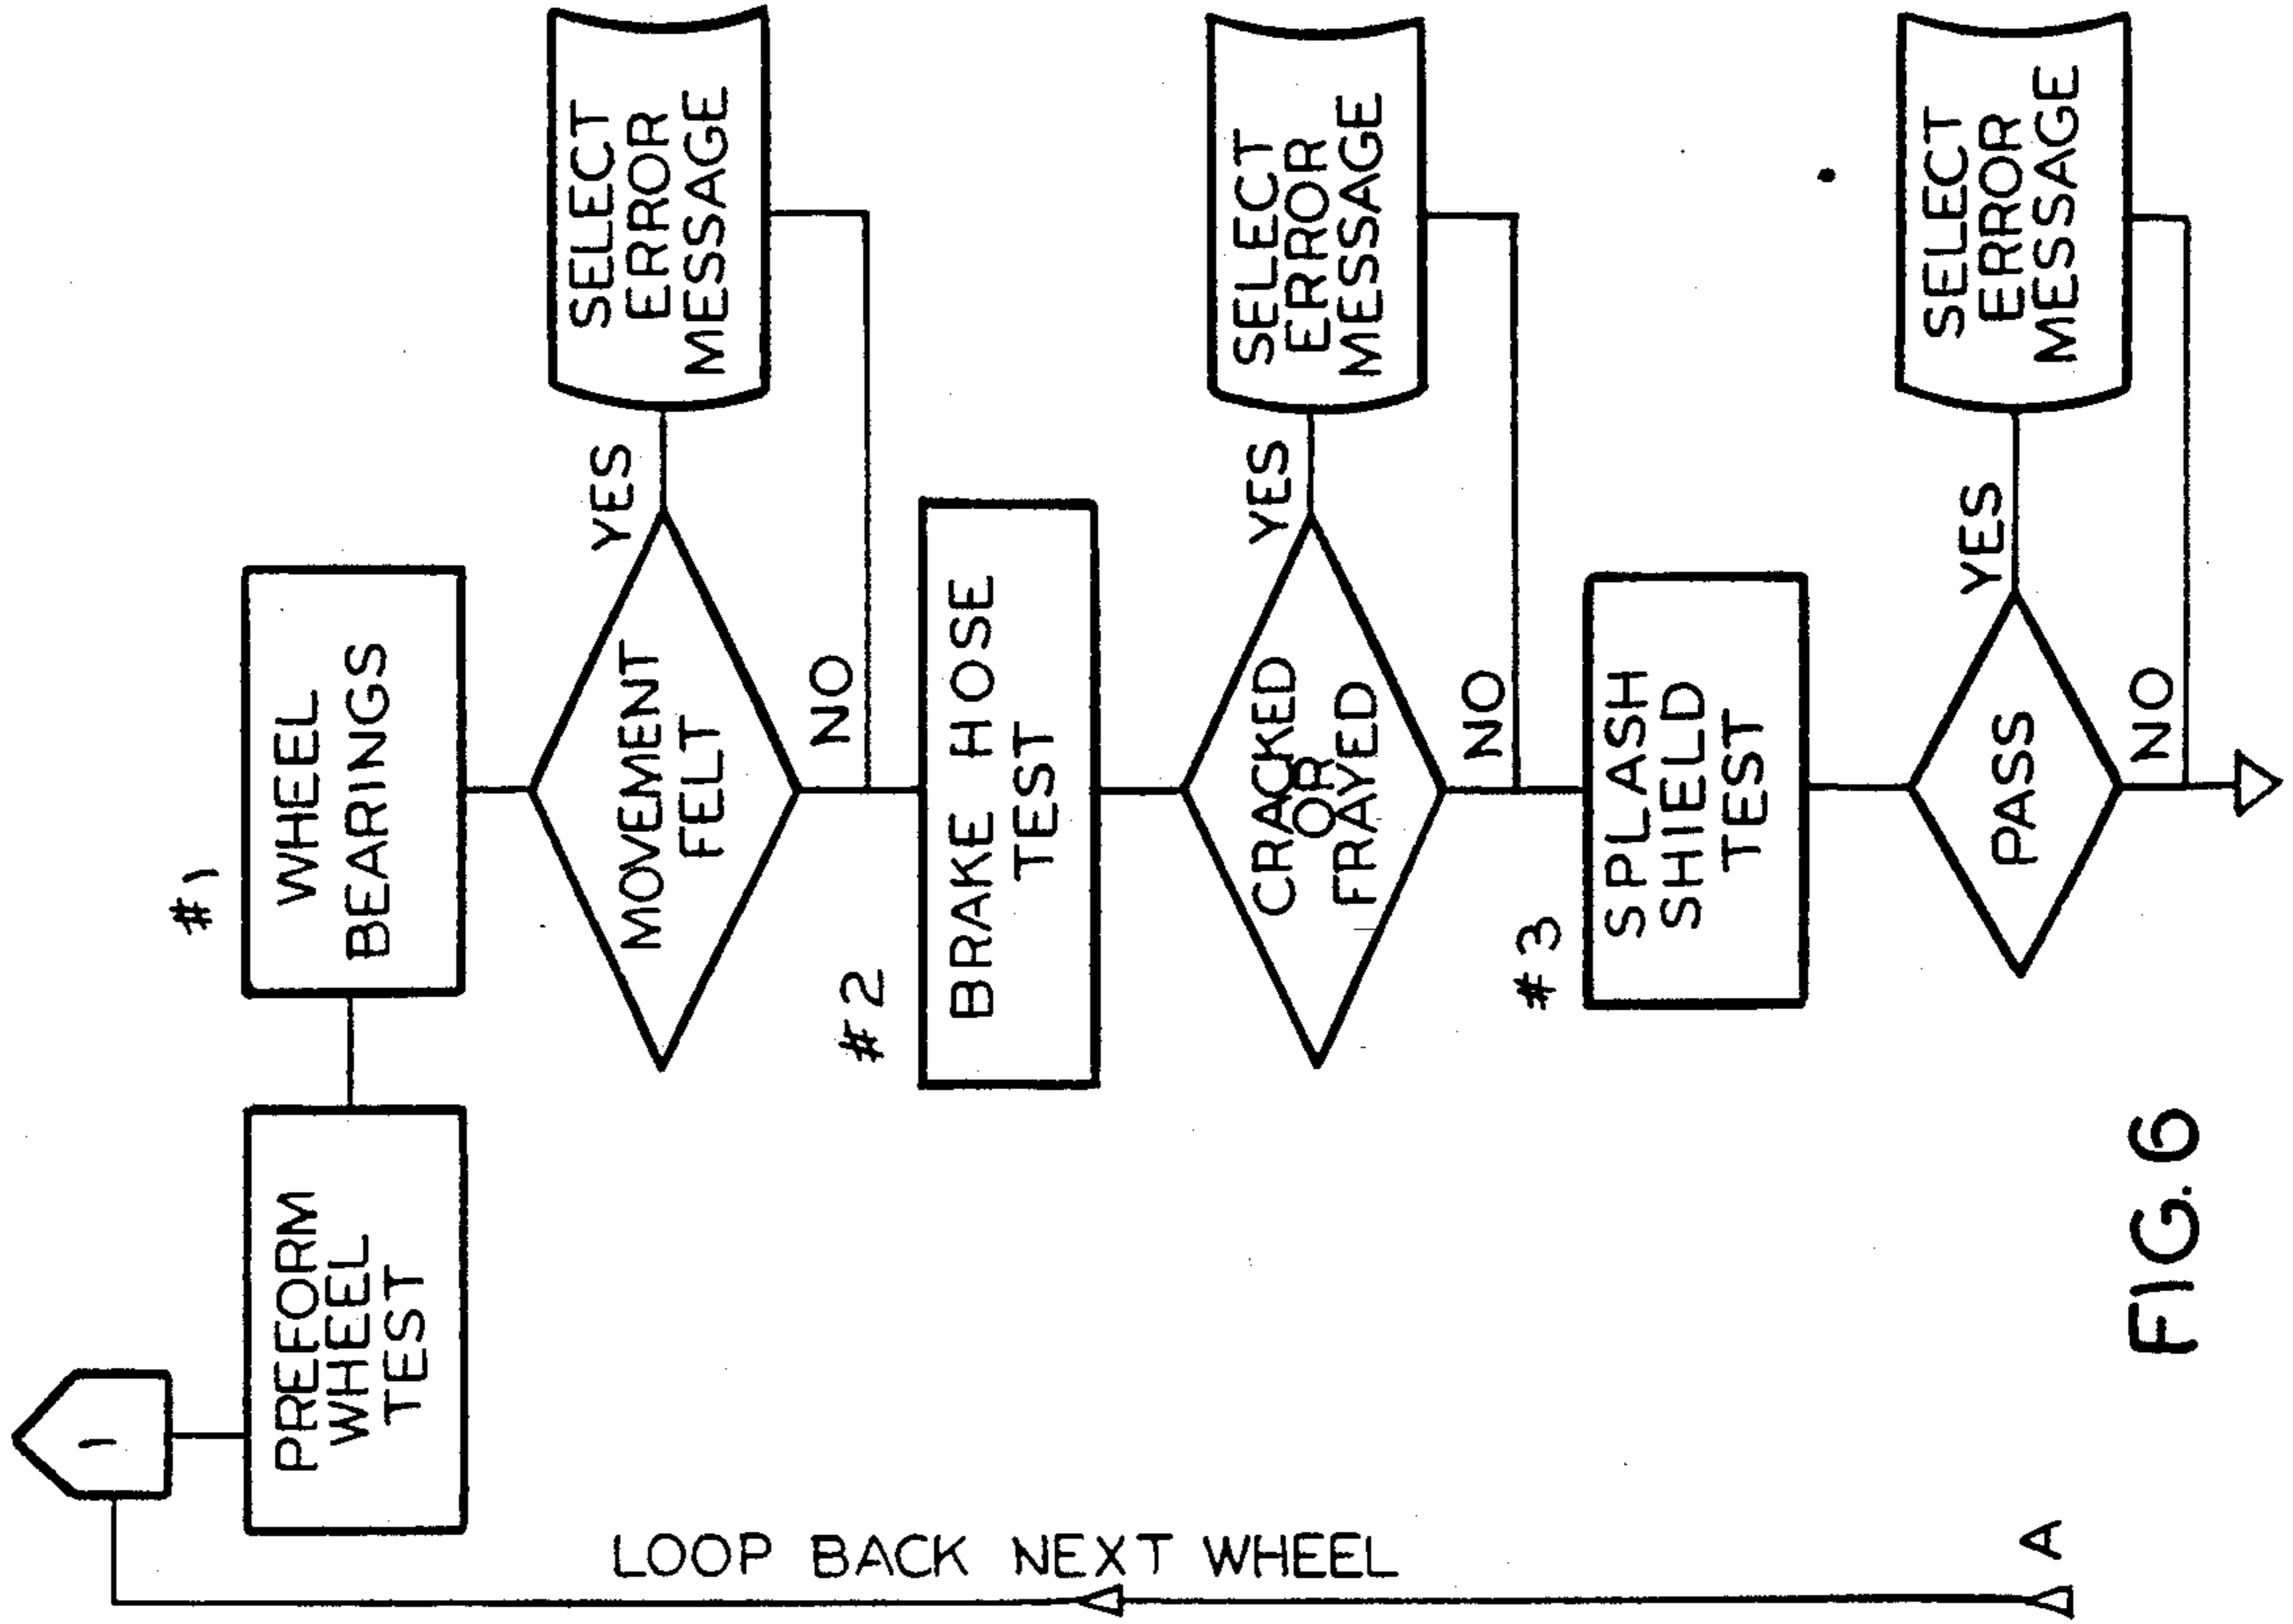 1
PREFORM
WHEEL
TEST
#1
WHEEL
BEARINGS
MOVEMENT
FELT
YES
SELECT
ERROR
MESSAGE
NO
#2
BRAKE HOSE
TEST
CRACKED
OR
FRAYED
YES
SELECT
ERROR
MESSAGE
NO
#3
SPLASH
SHIELD
TEST
PASS
YES
SELECT
ERROR
MESSAGE
NO
LOOP BACK NEXT WHEEL
A
FIG. 6